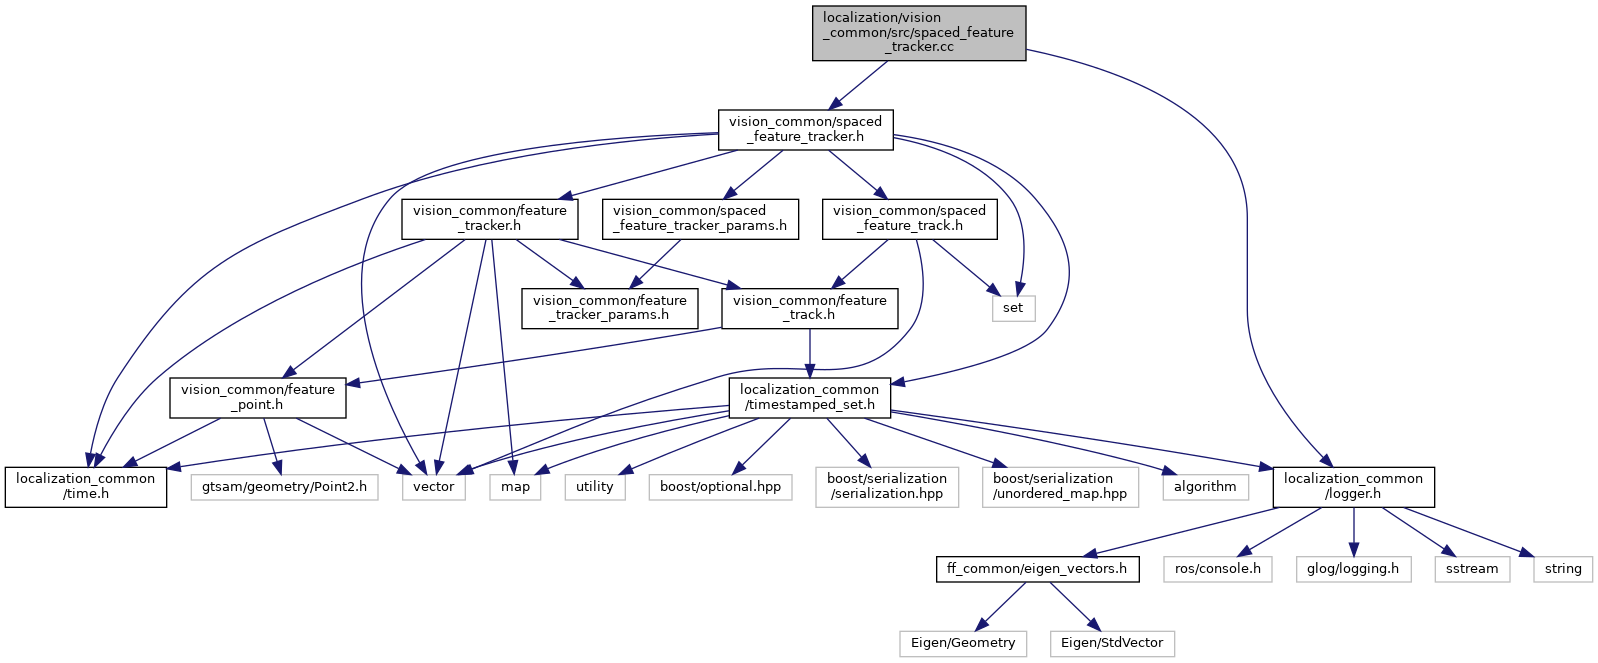 localization/vision
_common/src/spaced_feature
_tracker.cc
vision_common/spaced
_feature_tracker.h
vision_common/feature
_tracker.h
vision_common/spaced
_feature_tracker_params.h
vision_common/spaced
_feature_track.h
vision_common/feature
_tracker_params.h
vision_common/feature
_track.h
set
vision_common/feature
_point.h
localization_common
/timestamped_set.h
localization_common
/time.h
gtsam/geometry/Point2.h
vector
map
utility
boost/optional.hpp
boost/serialization
/serialization.hpp
boost/serialization
/unordered_map.hpp
algorithm
localization_common
/logger.h
ff_common/eigen_vectors.h
ros/console.h
glog/logging.h
sstream
string
Eigen/Geometry
Eigen/StdVector